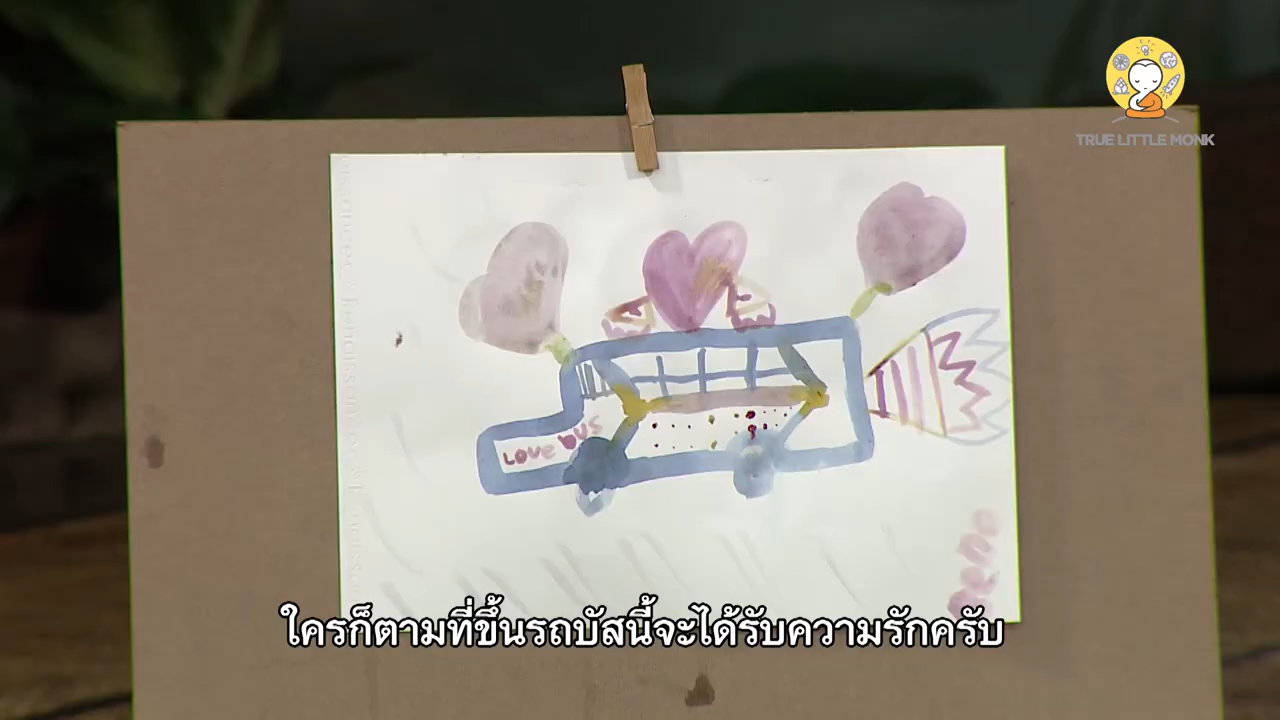 TRUE LITTLE MONK
LOVE bus
ใครก็ตามที่ขึ้นรถบัสนี้จะได้รับความรักครับ